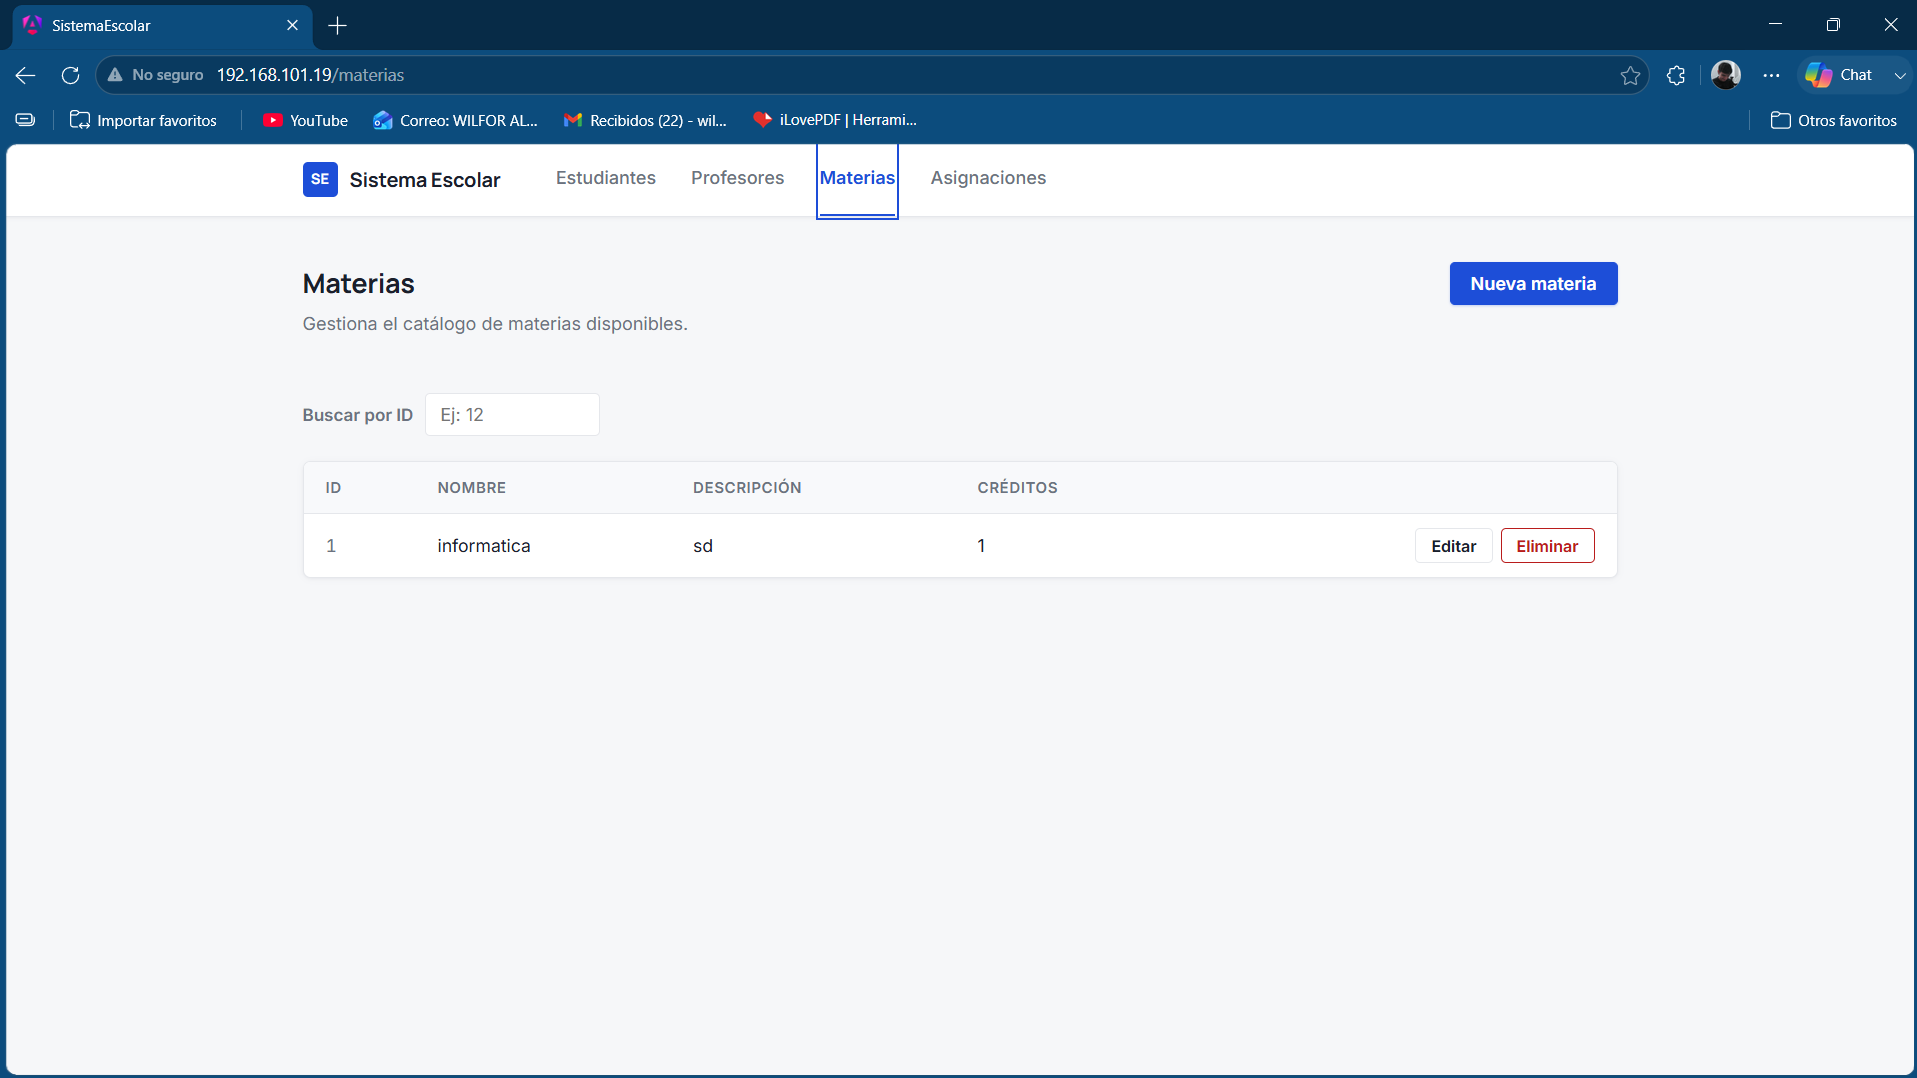 SistemaEscolar
No seguro 192.168.101.19/materias
Chat
Importar favoritos YouTube Correo: WILFOR AL... Recibidos (22) - wil... iLovePDF | Herrami... Otros favoritos
SE Sistema Escolar Estudiantes Profesores Materias Asignaciones
Materias
Nueva materia
Gestiona el catálogo de materias disponibles.
Buscar por ID Ej: 12
ID NOMBRE DESCRIPCIÓN CRÉDITOS
1 informatica sd 1 Editar Eliminar